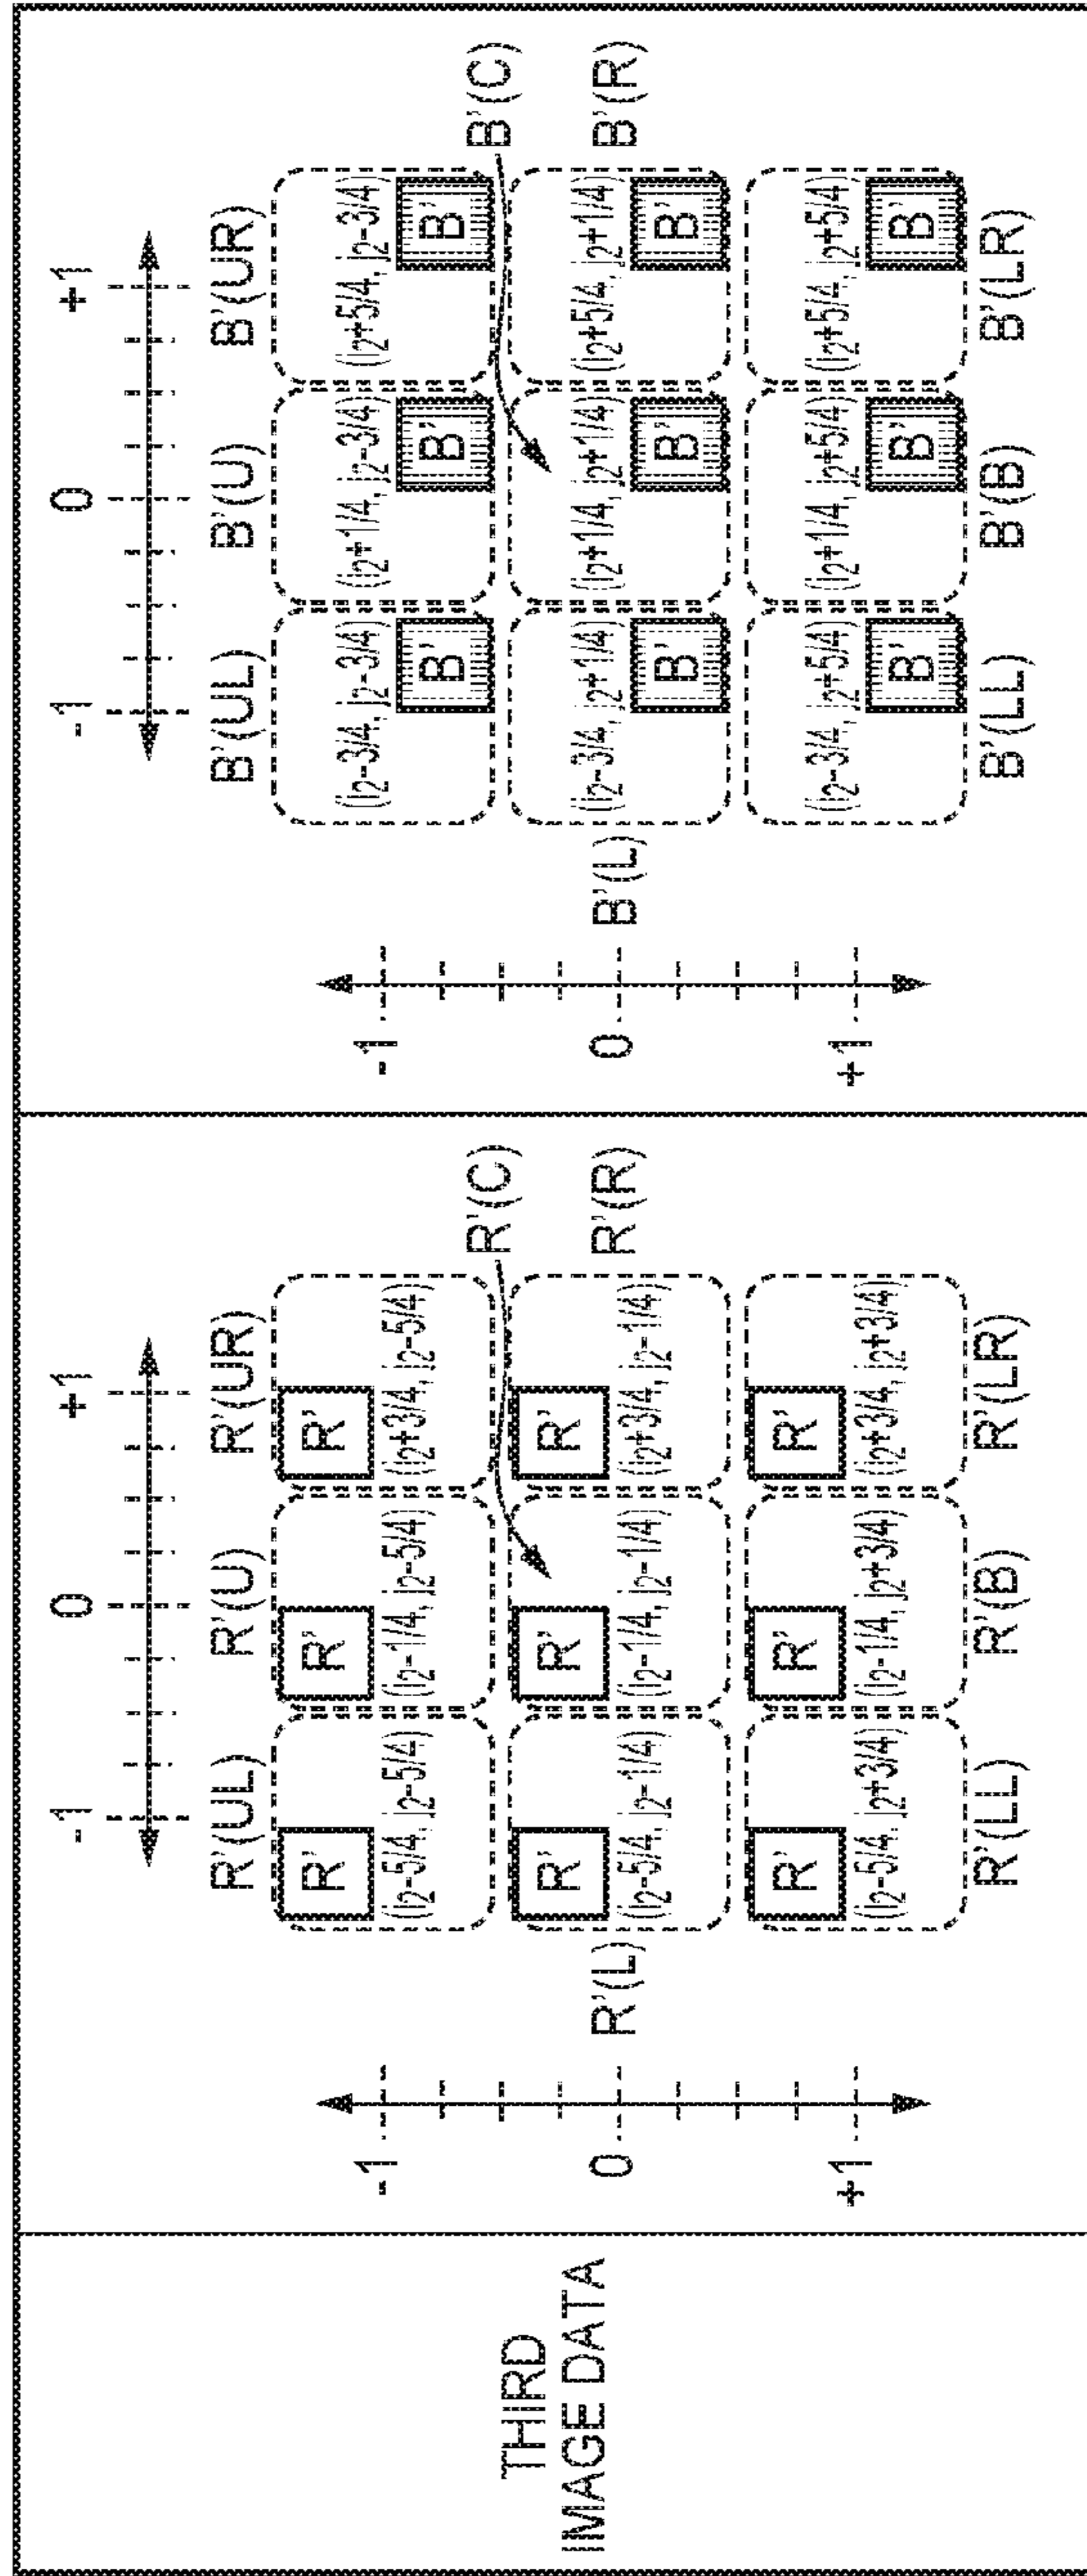 THIRD
IMAGE DATA
-1 0 +1
R'(UL) R'(U) R'(UR)
R' R' R'
(i2-5/4, j2-5/4) (i2-1/4, j2-5/4) (i2+3/4, j2-5/4)
R'(C)
-1
0
+1
R'(L)
R' R' R'
(i2-5/4, j2-1/4) (i2-1/4, j2-1/4) (i2+3/4, j2-1/4)
R'(R)
R' R' R'
(i2-5/4, j2+3/4) (i2-1/4, j2+3/4) (i2+3/4, j2+3/4)
R'(LL) R'(B) R'(LR)
-1 0 +1
B'(UL) B'(U) B'(UR)
(i2-3/4, j2-3/4) (i2+1/4, j2-3/4) (i2+5/4, j2-3/4)
B' B' B'
B'(C)
-1
0
+1
B'(L)
(i2-3/4, j2+1/4) (i2+1/4, j2+1/4) (i2+5/4, j2+1/4)
B' B' B'
B'(R)
(i2-3/4, j2+5/4) (i2+1/4, j2+5/4) (i2+5/4, j2+5/4)
B' B' B'
B'(LL) B'(B) B'(LR)